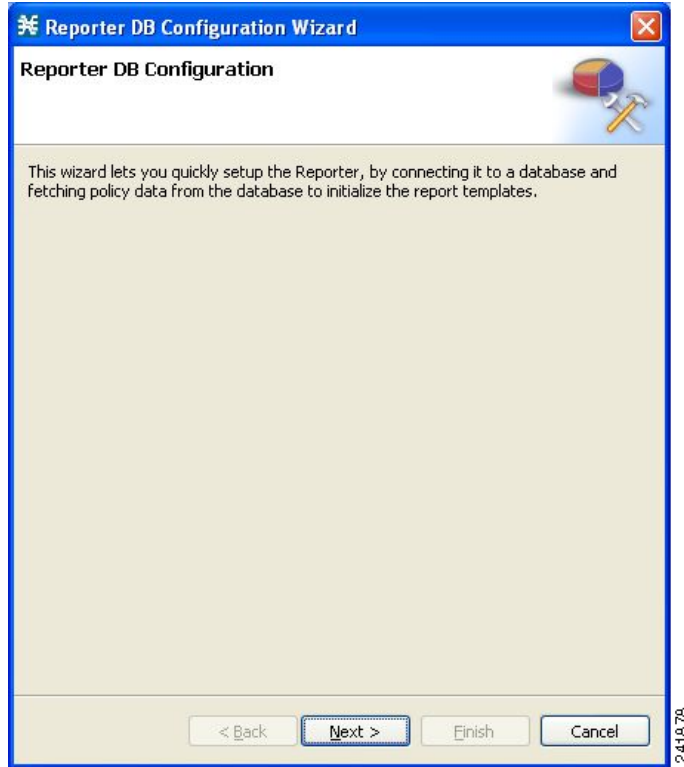 Reporter DB Configuration Wizard
Reporter DB Configuration
This wizard lets you quickly setup the Reporter, by connecting it to a database and
fetching policy data from the database to initialize the report templates.
< Back Next > Finish Cancel
241878